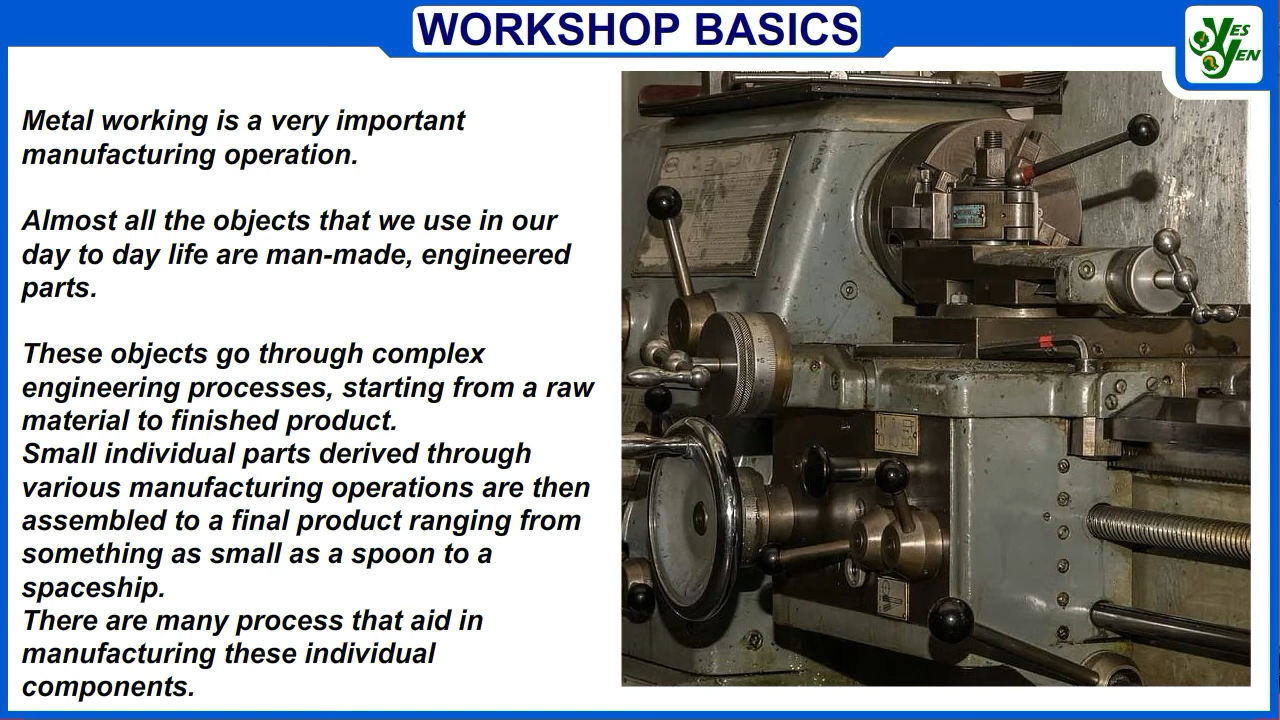 WORKSHOP BASICS
YES
YEN
Metal working is a very important
manufacturing operation.
Almost all the objects that we use in our
day to day life are man-made, engineered
parts.
These objects go through complex
engineering processes, starting from a raw
material to finished product.
Small individual parts derived through
various manufacturing operations are then
assembled to a final product ranging from
something as small as a spoon to a
spaceship.
There are many process that aid in
manufacturing these individual
components.